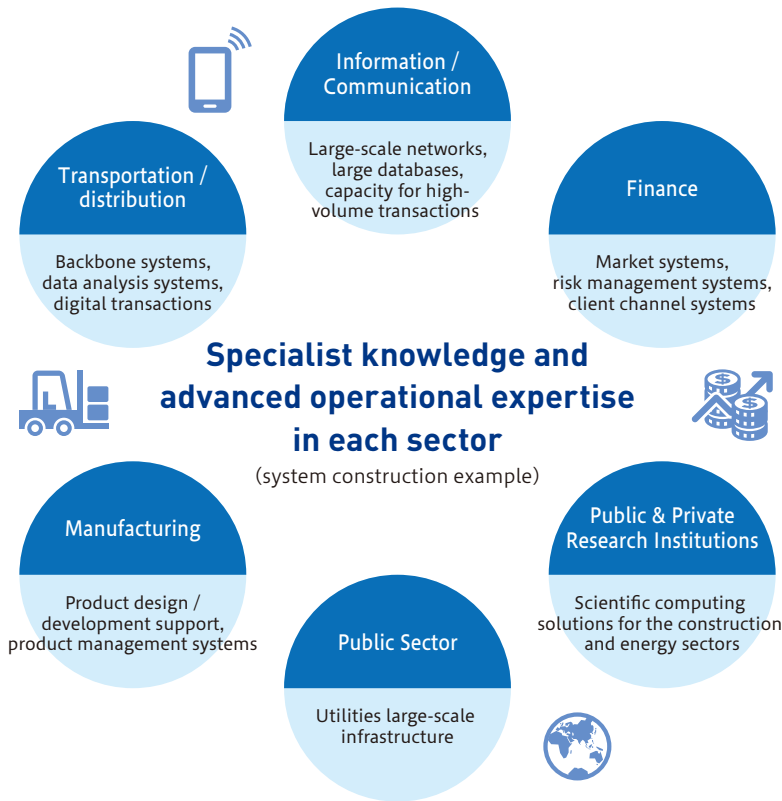 Information /
Communication
Large-scale networks,
large databases,
capacity for high-
volume transactions
Transportation /
distribution
Backbone systems,
data analysis systems,
digital transactions
Finance
Market systems,
risk management systems,
client channel systems
Specialist knowledge and
advanced operational expertise
in each sector
(system construction example)
Manufacturing
Product design /
development support,
product management systems
Public Sector
Utilities large-scale
infrastructure
Public & Private
Research Institutions
Scientific computing
solutions for the construction
and energy sectors
$
$